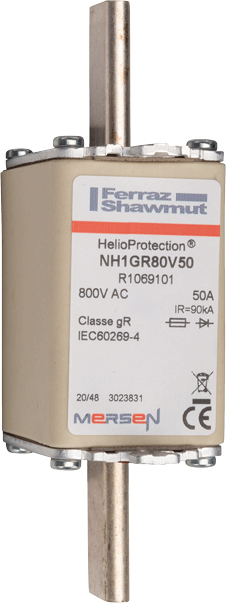 Ferraz
Shawmut
HelioProtection®
NH1GR80V50
R1069101
800V AC 50A
IR=90kA
Classe gR
IEC60269-4
20/48 3023831
MERSEN CE